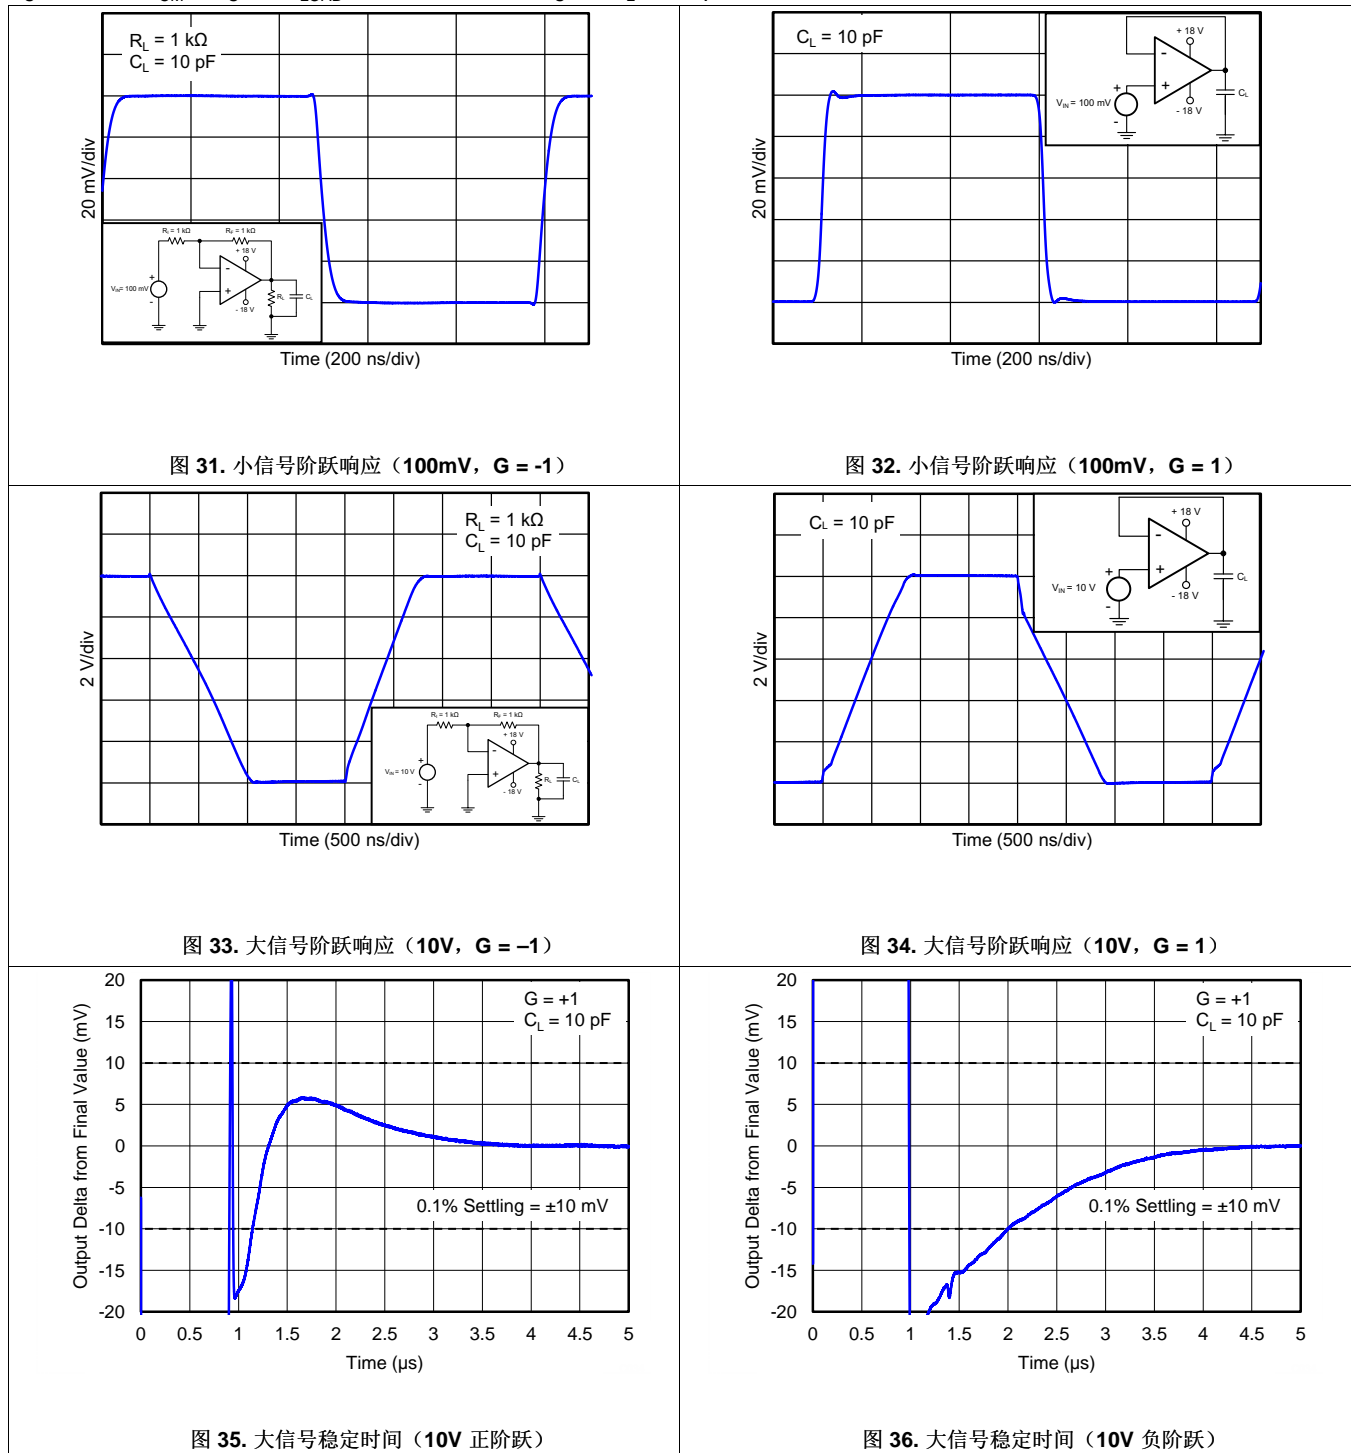 R_L = 1 kΩ
C_L = 10 pF
20 mV/div
R_I = 1 kΩ
R_F = 1 kΩ
+ 18 V
-
+
+
V_IN = 100 mV
-
- 18 V
R_L
C_L
Time (200 ns/div)
图 31. 小信号阶跃响应（100mV，G = -1）
C_L = 10 pF
20 mV/div
+ 18 V
-
+
+
V_IN = 100 mV
-
- 18 V
C_L
Time (200 ns/div)
图 32. 小信号阶跃响应（100mV，G = 1）
R_L = 1 kΩ
C_L = 10 pF
2 V/div
R_I = 1 kΩ
R_F = 1 kΩ
+ 18 V
-
+
+
V_IN = 10 V
-
- 18 V
R_L
C_L
Time (500 ns/div)
图 33. 大信号阶跃响应（10V，G = –1）
C_L = 10 pF
2 V/div
+ 18 V
-
+
+
V_IN = 10 V
-
- 18 V
C_L
Time (500 ns/div)
图 34. 大信号阶跃响应（10V，G = 1）
Output Delta from Final Value (mV)
20
15
10
5
0
-5
-10
-15
-20
G = +1
C_L = 10 pF
0.1% Settling = ±10 mV
0 0.5 1 1.5 2 2.5 3 3.5 4 4.5 5
Time (µs)
图 35. 大信号稳定时间（10V 正阶跃）
Output Delta from Final Value (mV)
20
15
10
5
0
-5
-10
-15
-20
G = +1
C_L = 10 pF
0.1% Settling = ±10 mV
0 0.5 1 1.5 2 2.5 3 3.5 4 4.5 5
Time (µs)
图 36. 大信号稳定时间（10V 负阶跃）